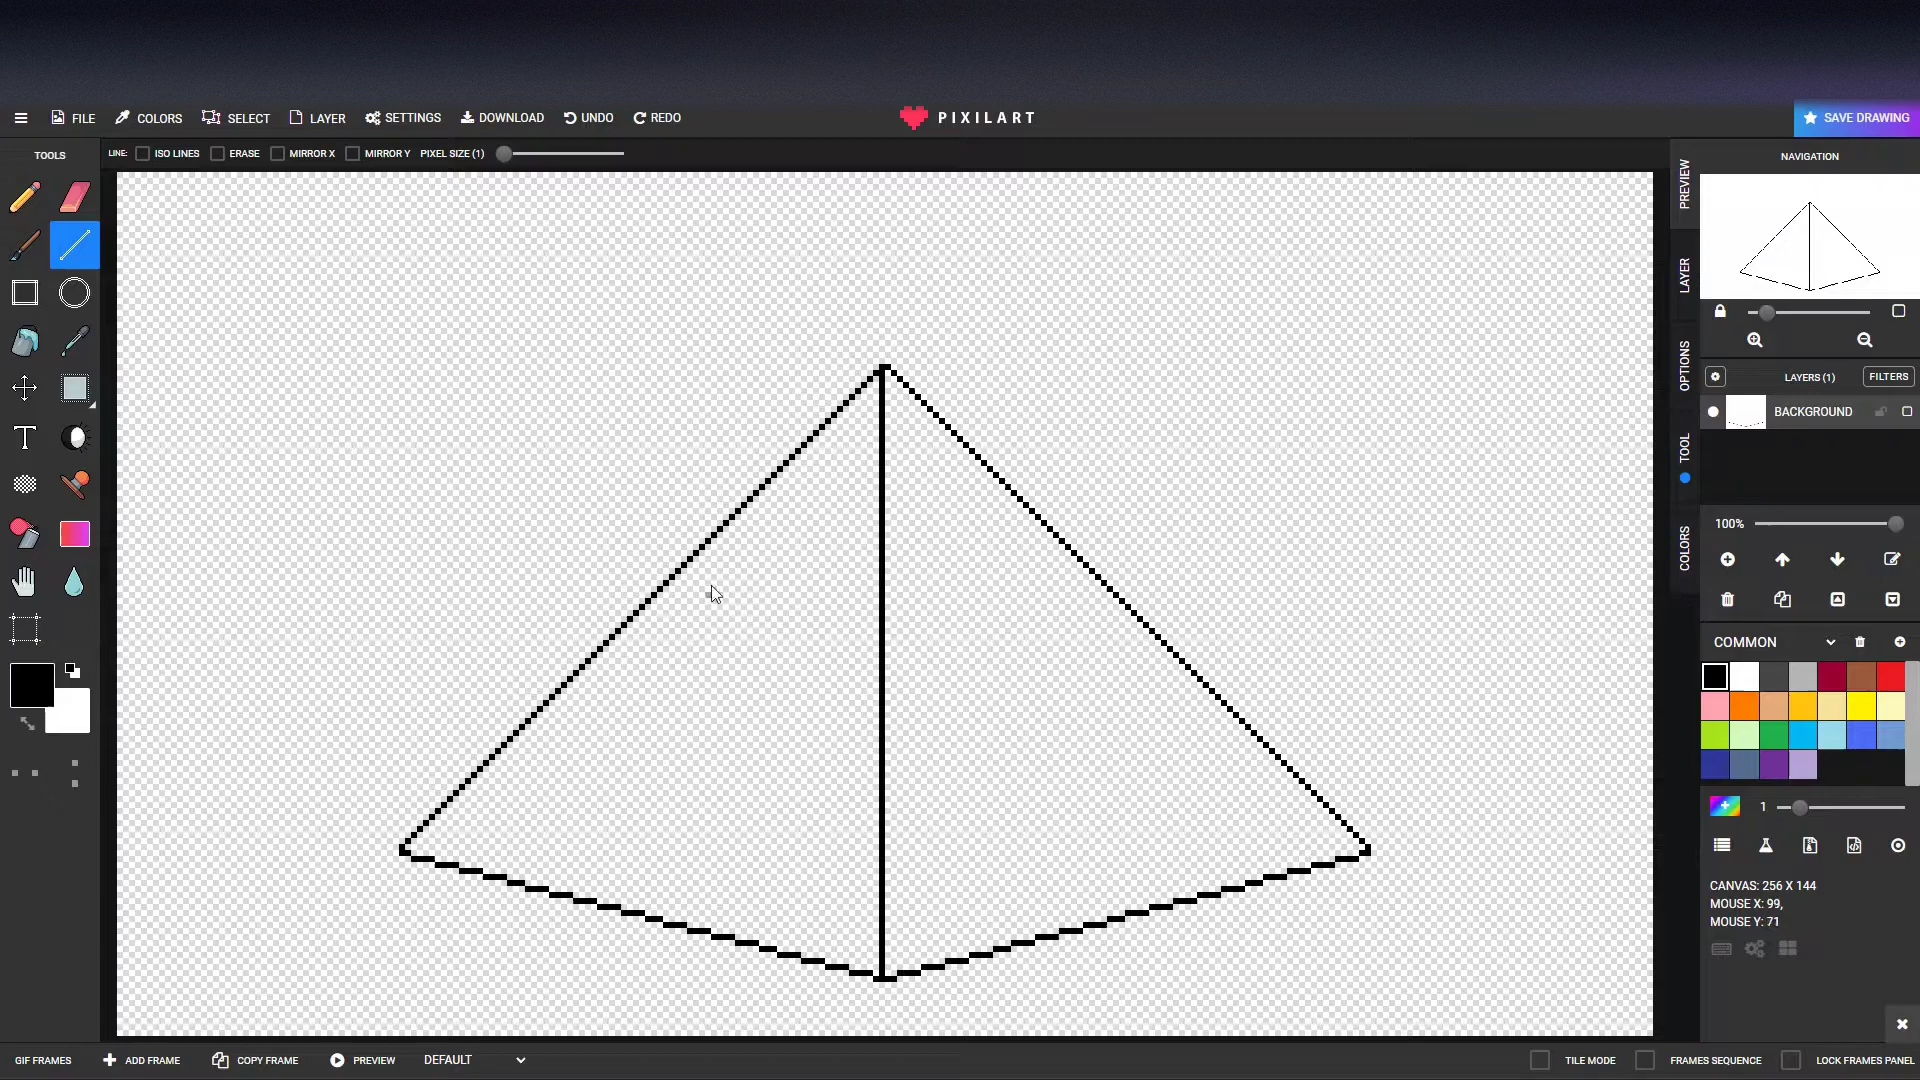 FILE COLORS SELECT LAYER SETTINGS DOWNLOAD UNDO REDO PIXILART SAVE DRAWING
TOOLS
LINE: ISO LINES ERASE MIRROR X MIRROR Y PIXEL SIZE (1)
NAVIGATION
PREVIEW
LAYER
OPTIONS
TOOL
COLORS
LAYERS (1) FILTERS
BACKGROUND
100%
COMMON
1
CANVAS: 256 X 144
MOUSE X: 99,
MOUSE Y: 71
GIF FRAMES ADD FRAME COPY FRAME PREVIEW DEFAULT TILE MODE FRAMES SEQUENCE LOCK FRAMES PANEL